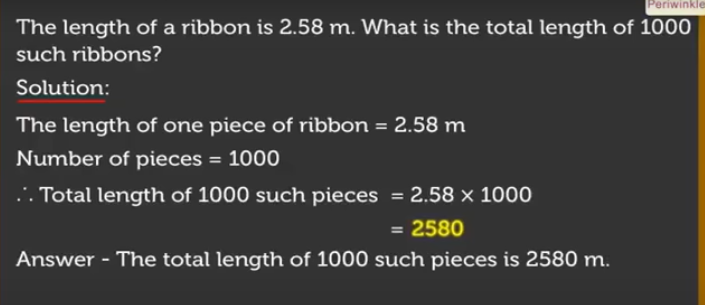 Periwinkle
The length of a ribbon is 2.58 m. What is the total length of 1000
such ribbons?
Solution:
The length of one piece of ribbon = 2.58 m
Number of pieces = 1000
∴ Total length of 1000 such pieces = 2.58 × 1000
= 2580
Answer - The total length of 1000 such pieces is 2580 m.